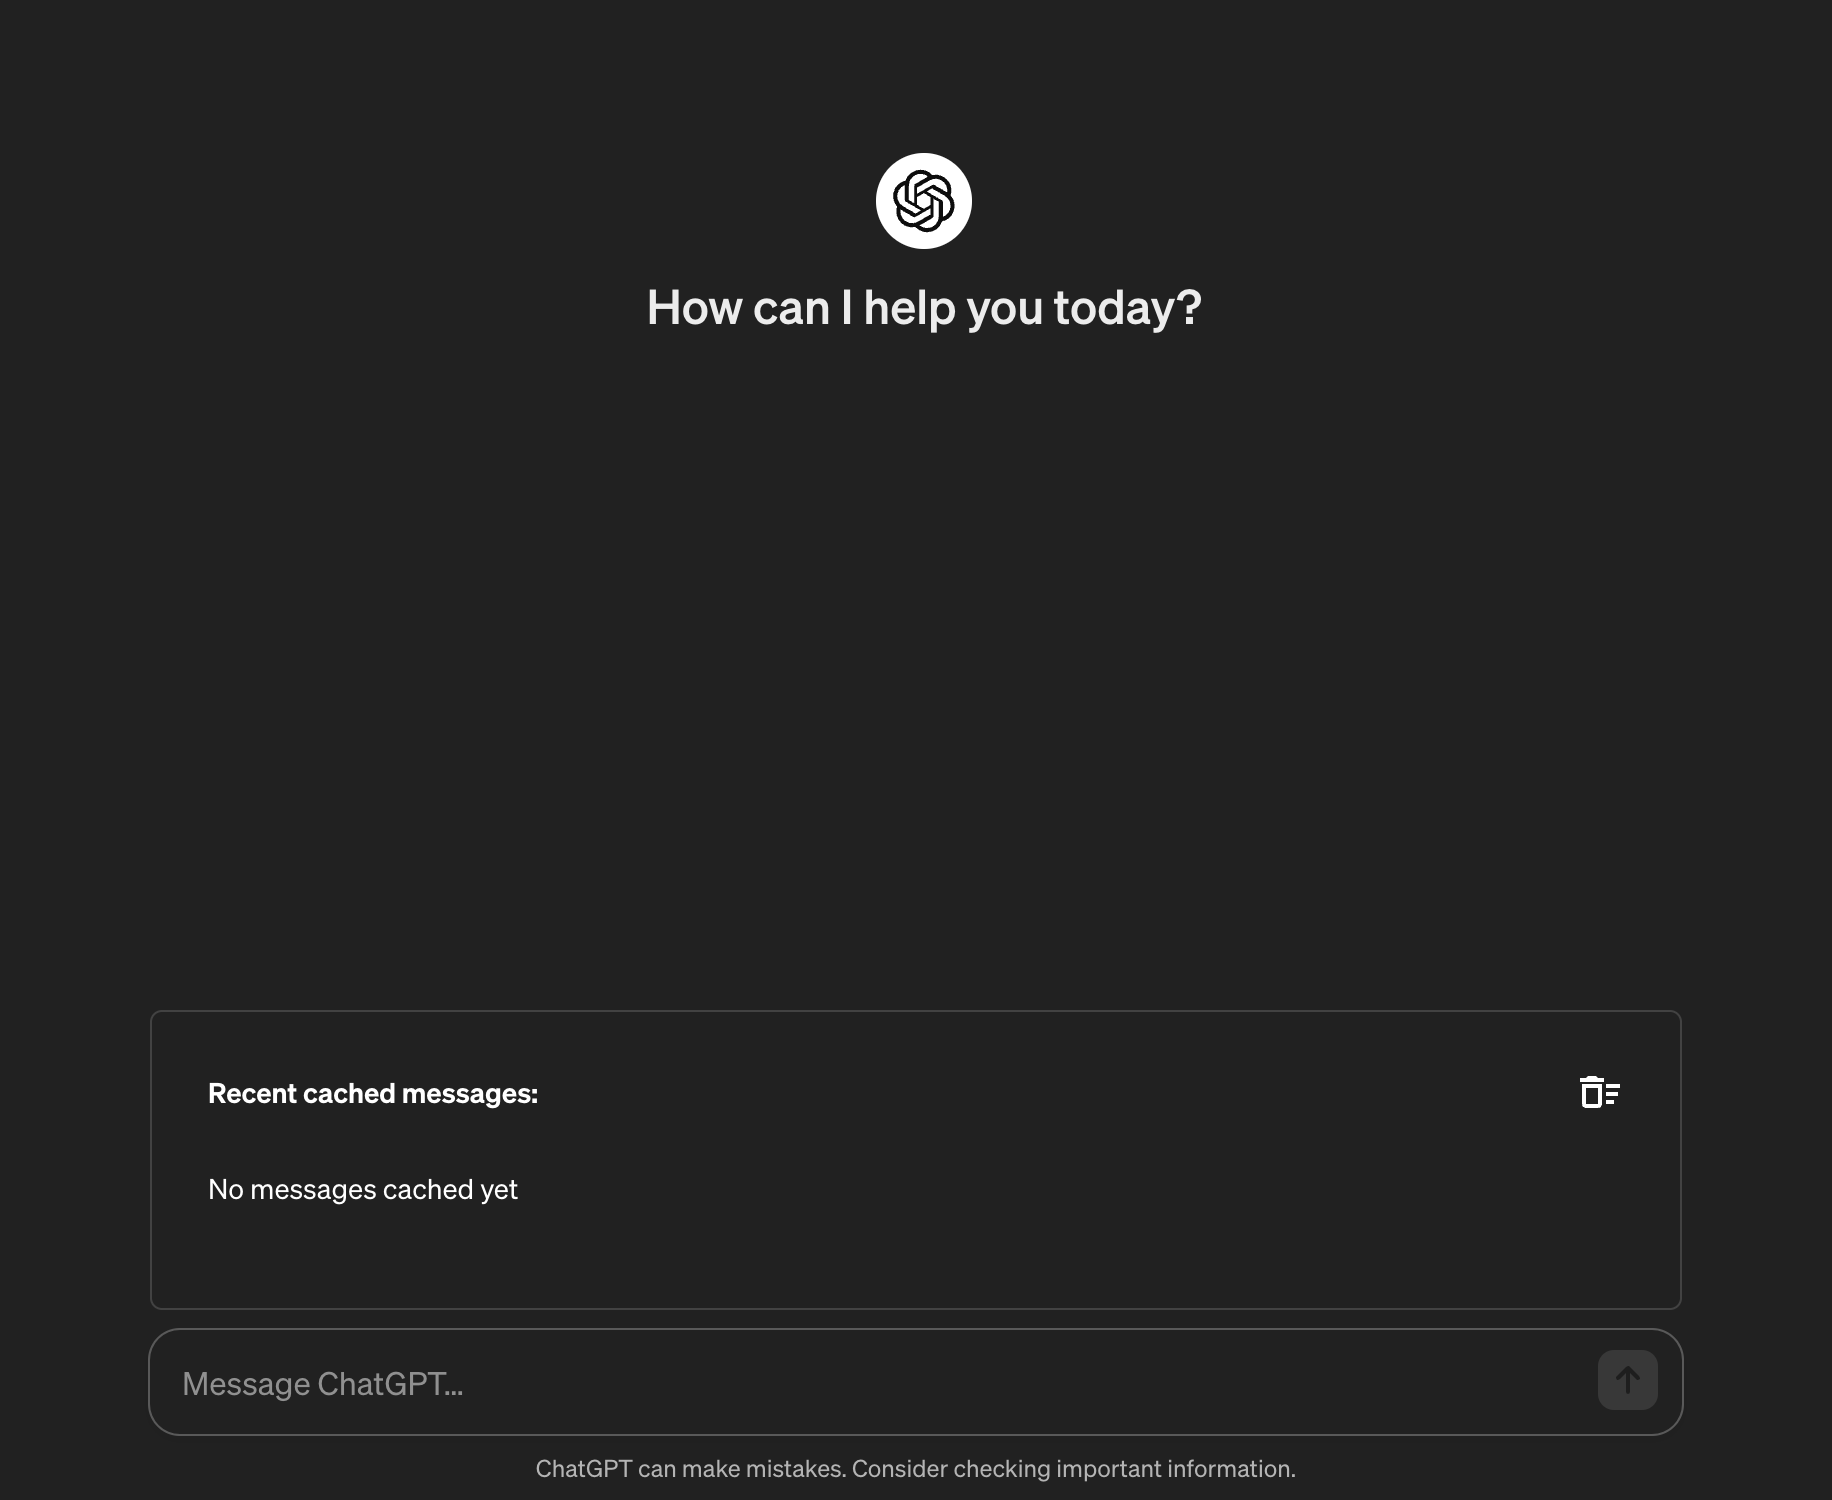 How can I help you today?
Recent cached messages:
No messages cached yet
Message ChatGPT...
ChatGPT can make mistakes. Consider checking important information.